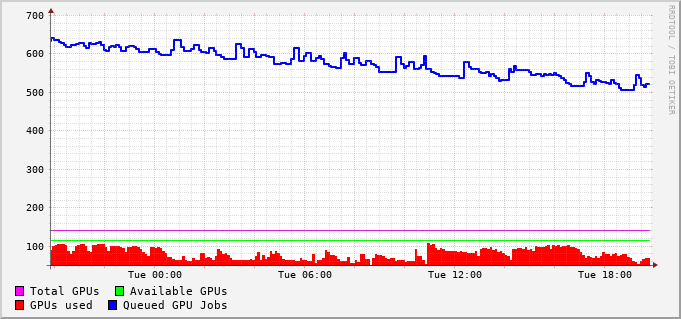 700
600
500
400
300
200
100
Tue 00:00 Tue 06:00 Tue 12:00 Tue 18:00
Total GPUs Available GPUs
GPUs used Queued GPU Jobs
RRDTOOL / TOBI OETIKER